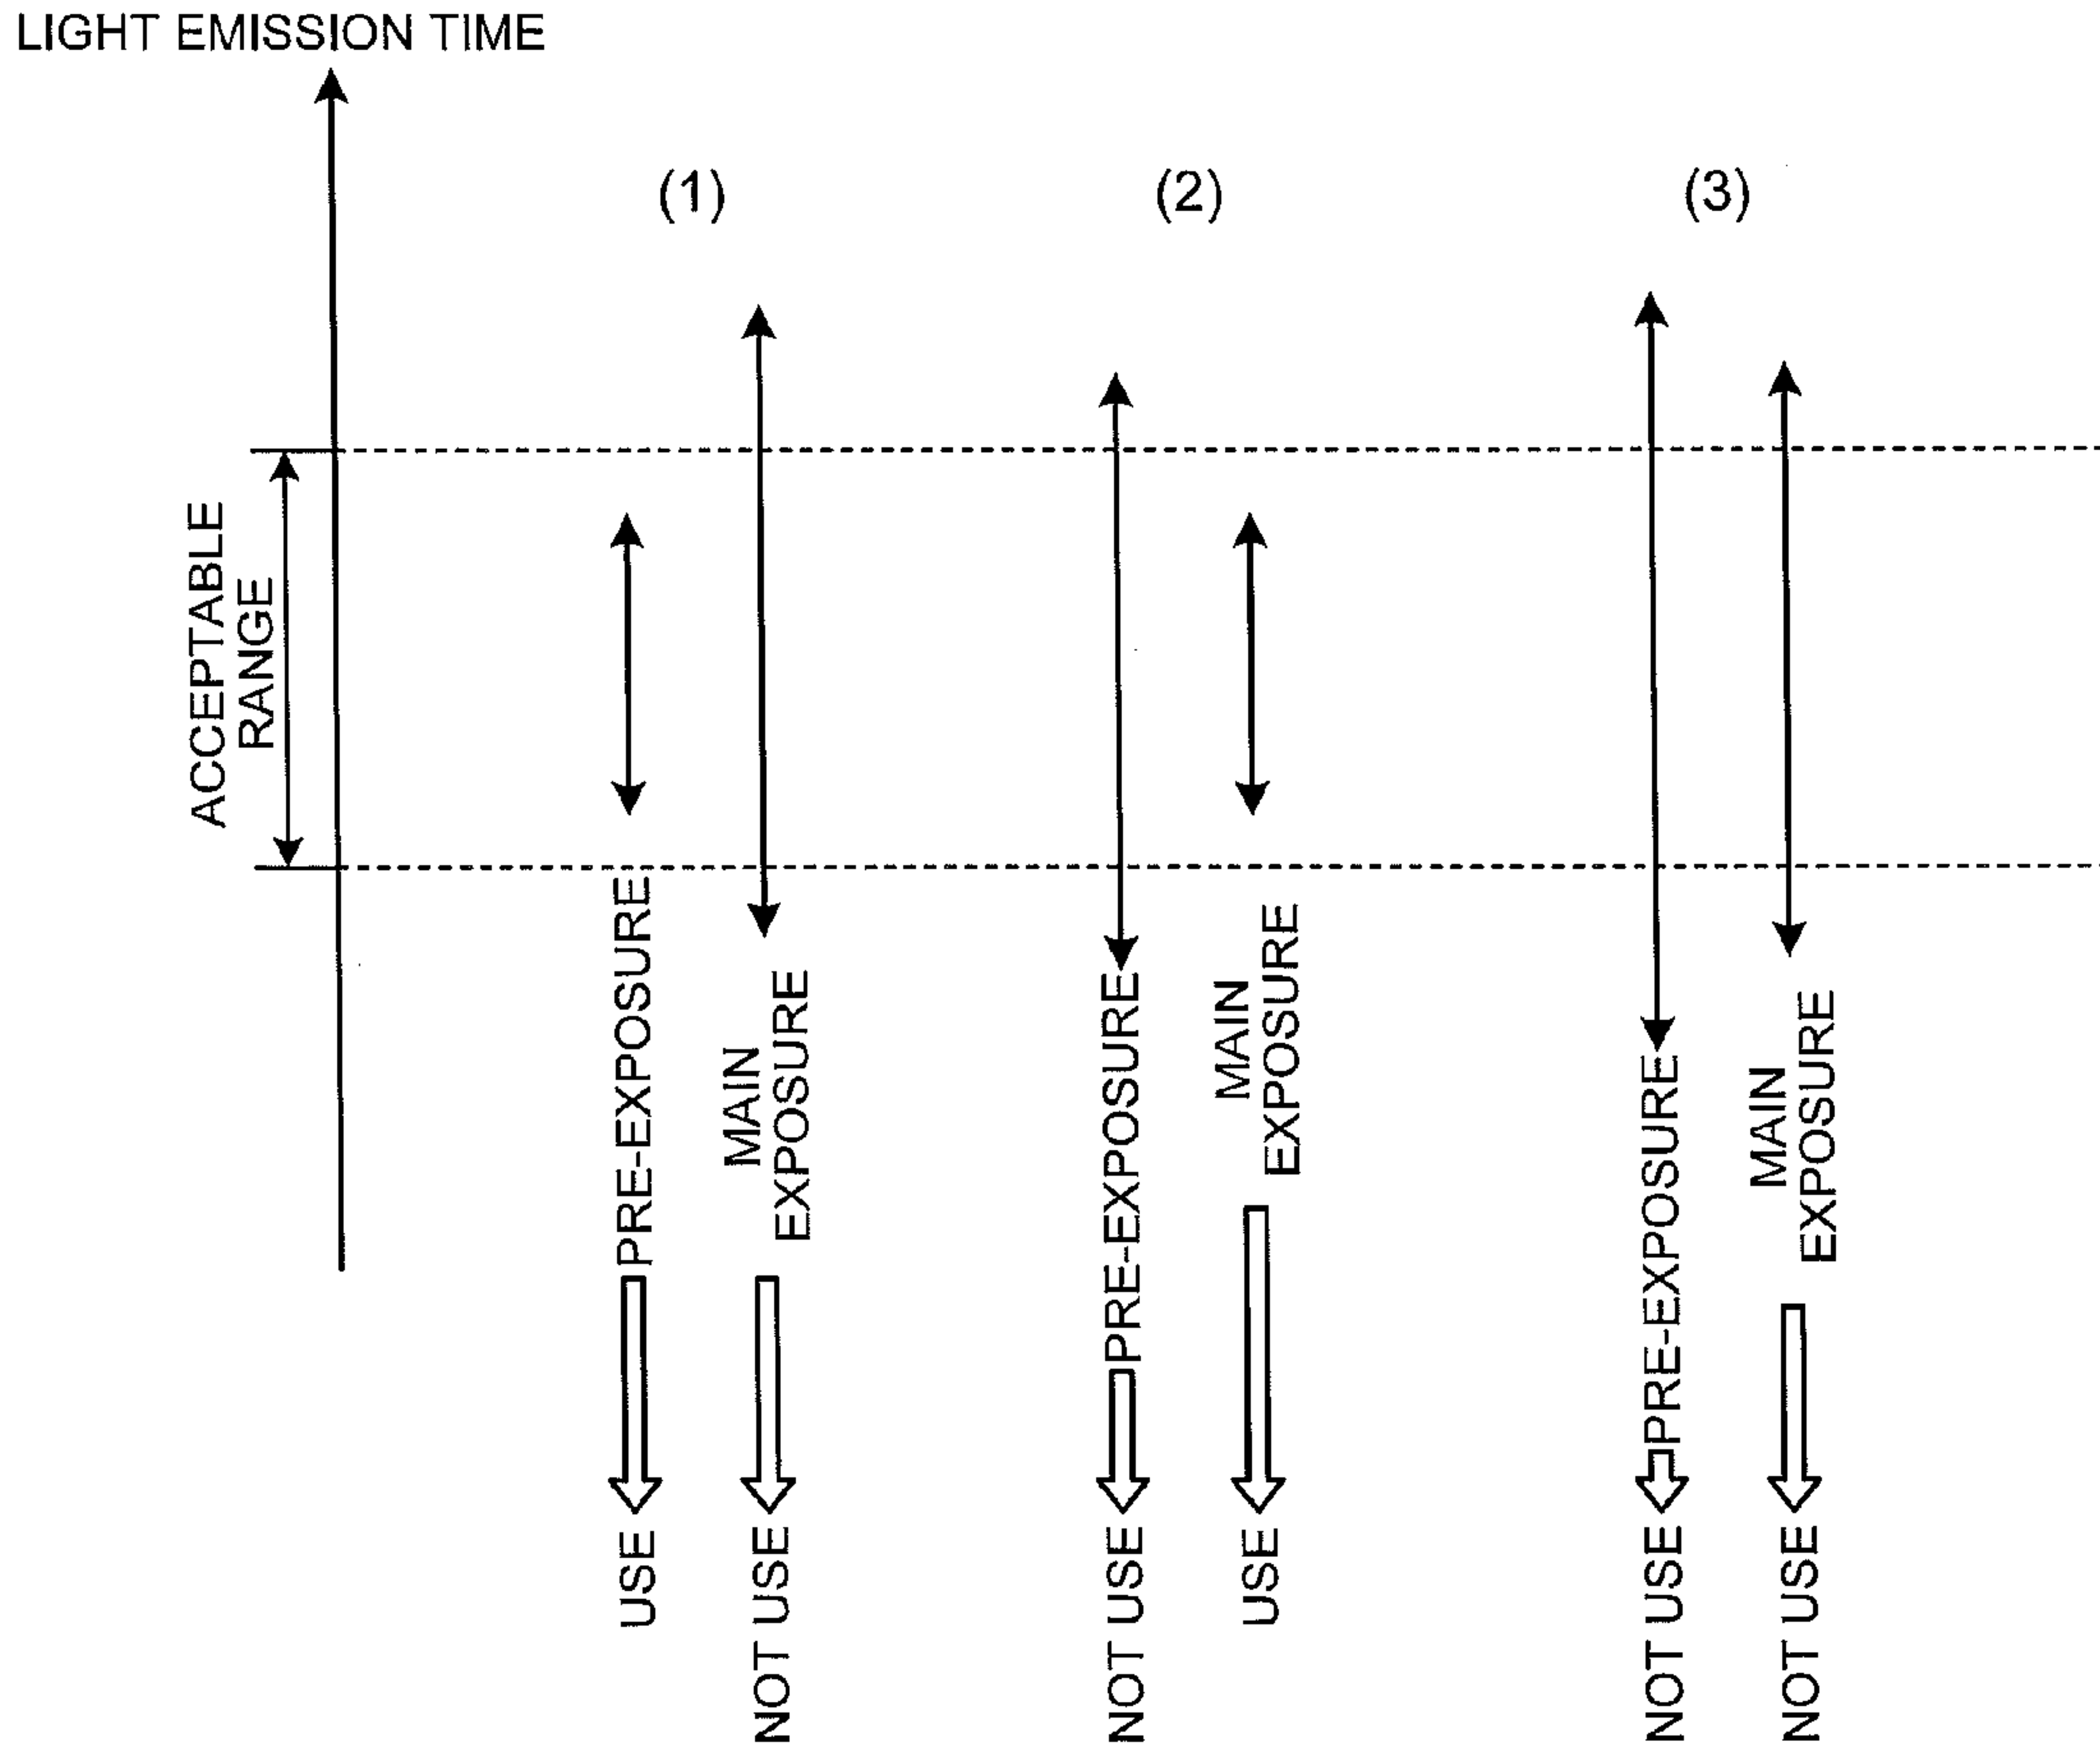 LIGHT EMISSION TIME
(1)
(2)
(3)
ACCEPTABLE
RANGE
PRE-EXPOSURE
MAIN
EXPOSURE
PRE-EXPOSURE
MAIN
EXPOSURE
PRE-EXPOSURE
MAIN
EXPOSURE
USE
NOT USE
NOT USE
USE
NOT USE
NOT USE